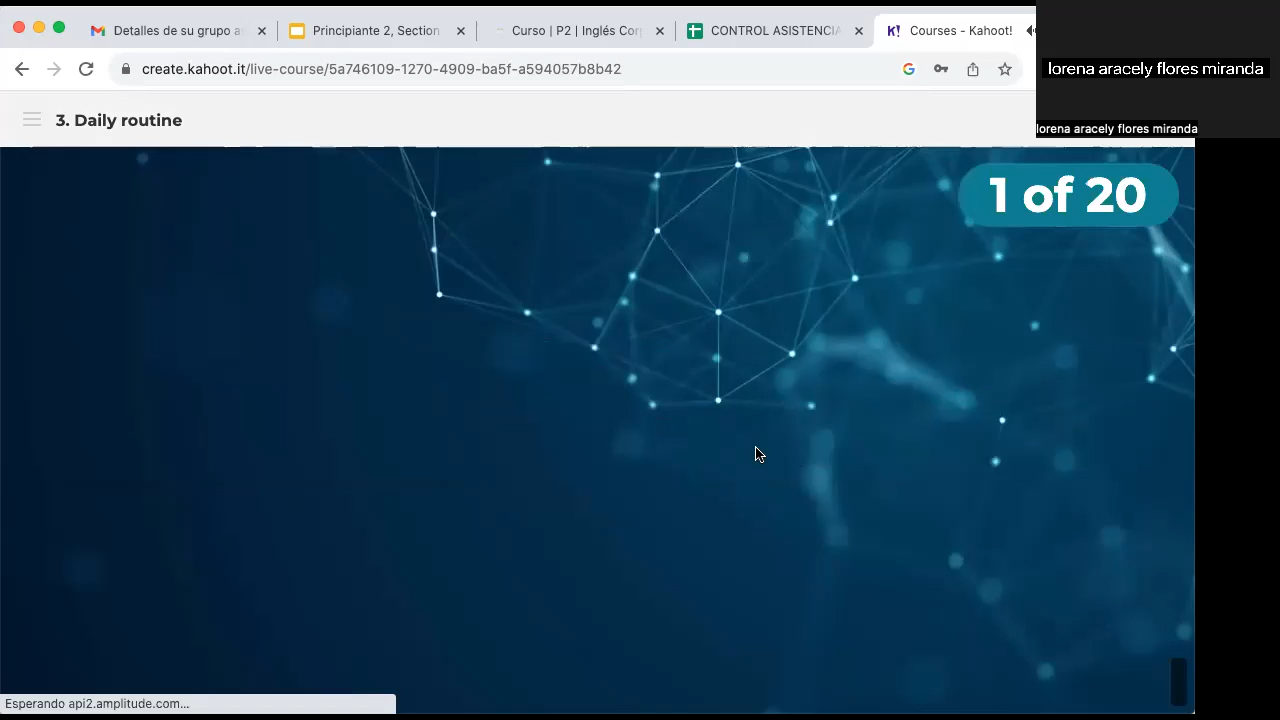 Detalles de su grupo a
Principiante 2, Section
Curso | P2 | Inglés Cor
CONTROL ASISTENCIA
K! Courses - Kahoot!
create.kahoot.it/live-course/5a746109-1270-4909-ba5f-a594057b8b42
lorena aracely flores miranda
lorena aracely flores miranda
3. Daily routine
1 of 20
Esperando api2.amplitude.com...